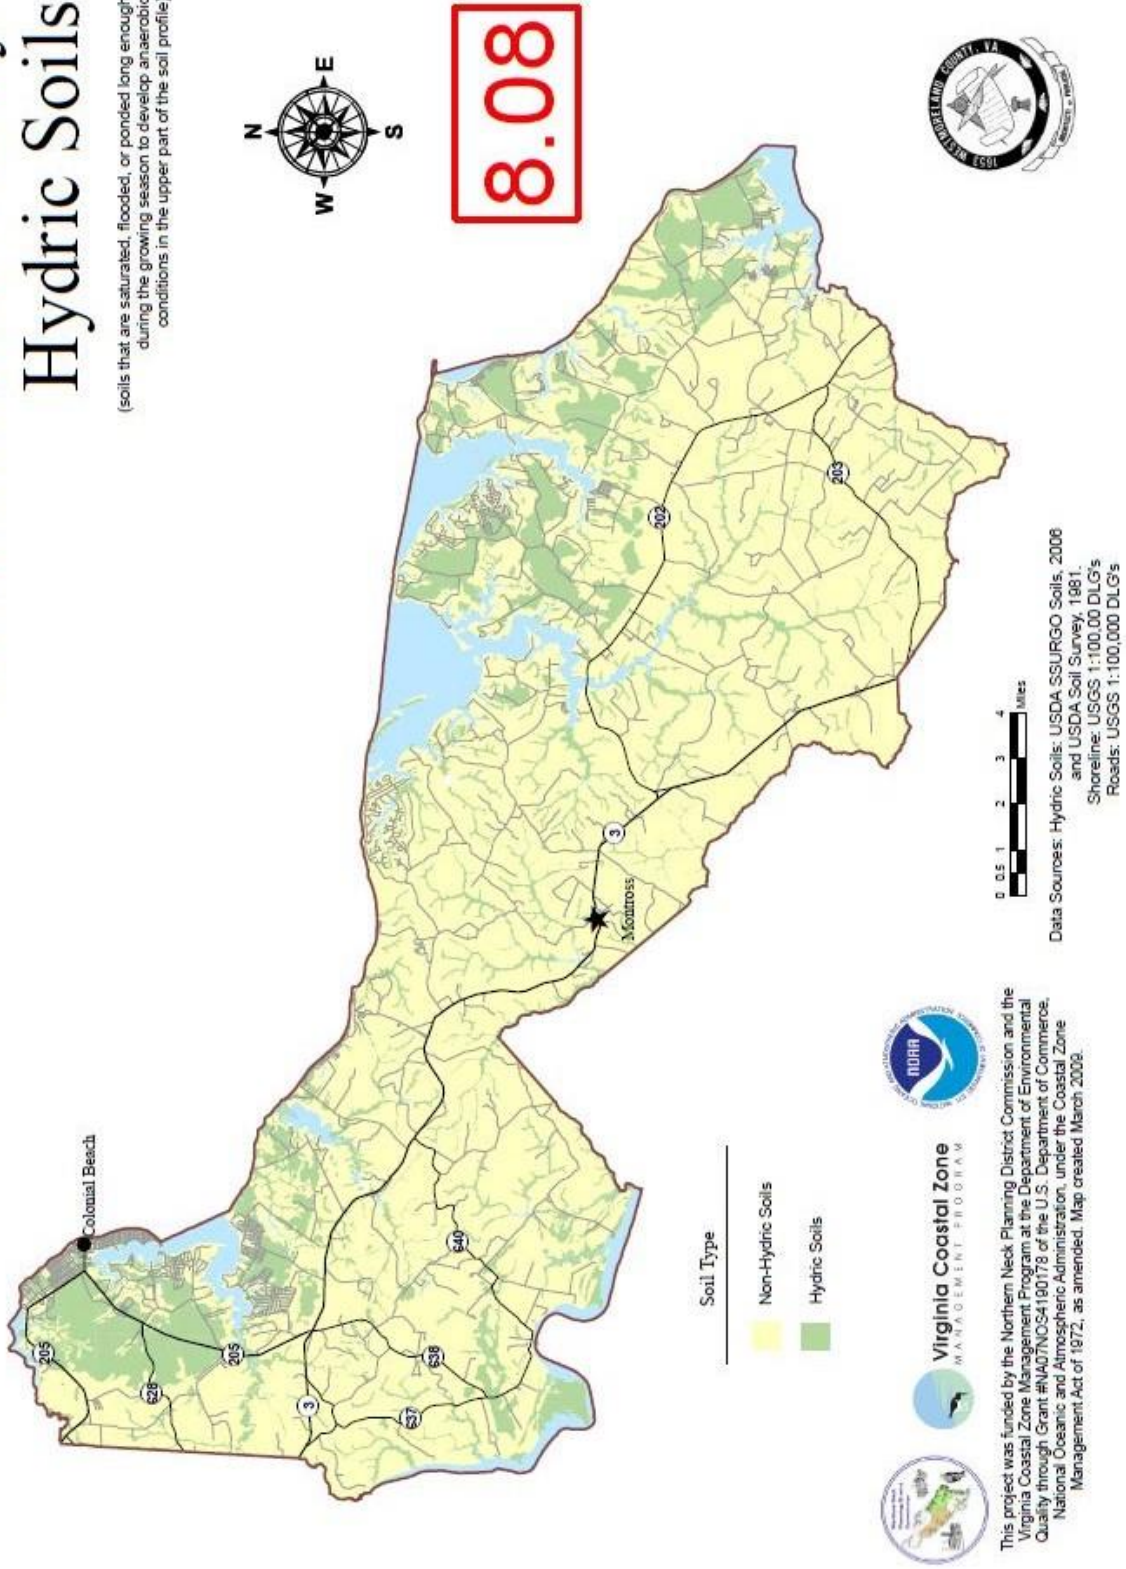 Hydric Soils
(soils that are saturated, flooded, or ponded long enough
during the growing season to develop anaerobic
conditions in the upper part of the soil profile)
N
W
E
S
8.08
Colonial Beach
205
628
205
3
637
638
640
Montross
3
202
203
1653 WESTMORELAND COUNTY, VA
Soil Type
Non-Hydric Soils
Hydric Soils
0 0.5 1 2 3 4
Miles
Data Sources: Hydric Soils: USDA SSURGO Soils, 2006
and USDA Soil Survey, 1981.
Shoreline: USGS 1:100,00 DLG's
Roads: USGS 1:100,000 DLG's
Virginia Coastal Zone
MANAGEMENT PROGRAM
NOAA
This project was funded by the Northern Neck Planning District Commission and the
Virginia Coastal Zone Management Program at the Department of Environmental
Quality through Grant #NA07NOS4190178 of the U.S. Department of Commerce,
National Oceanic and Atmospheric Administration, under the Coastal Zone
Management Act of 1972, as amended. Map created March 2009.